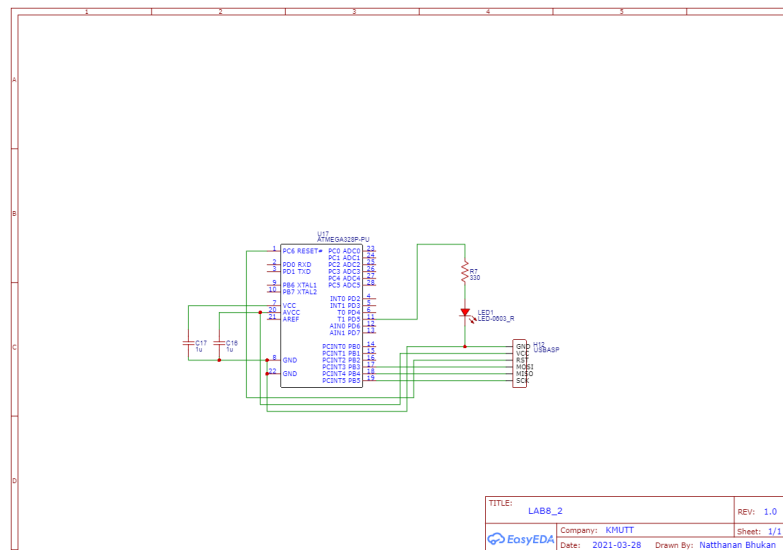 1 2 3 4 5
A
B
C
D
U17
ATMEGA328P-PU
1 PC6 RESET# PC0 ADC0 23
PC1 ADC1 24
2 PD0 RXD PC2 ADC2 25
3 PD1 TXD PC3 ADC3 26
PC4 ADC4 27
9 PB6 XTAL1 PC5 ADC5 28
10 PB7 XTAL2
INT0 PD2 4
7 VCC INT1 PD3 5
20 AVCC T0 PD4 6
21 AREF T1 PD5 11
AIN0 PD6 12
AIN1 PD7 13
PCINT0 PB0 14
PCINT1 PB1 15
8 GND PCINT2 PB2 16
PCINT3 PB3 17
22 GND PCINT4 PB4 18
PCINT5 PB5 19
C17
1u
C16
1u
R7
330
LED1
LED-0603_R
USBASP
GND
VCC
RST
MOSI
MISO
SCK
TITLE:
LAB8_2
REV: 1.0
EasyEDA
Company: KMUTT
Sheet: 1/1
Date: 2021-03-28 Drawn By: Natthanan Bhukan